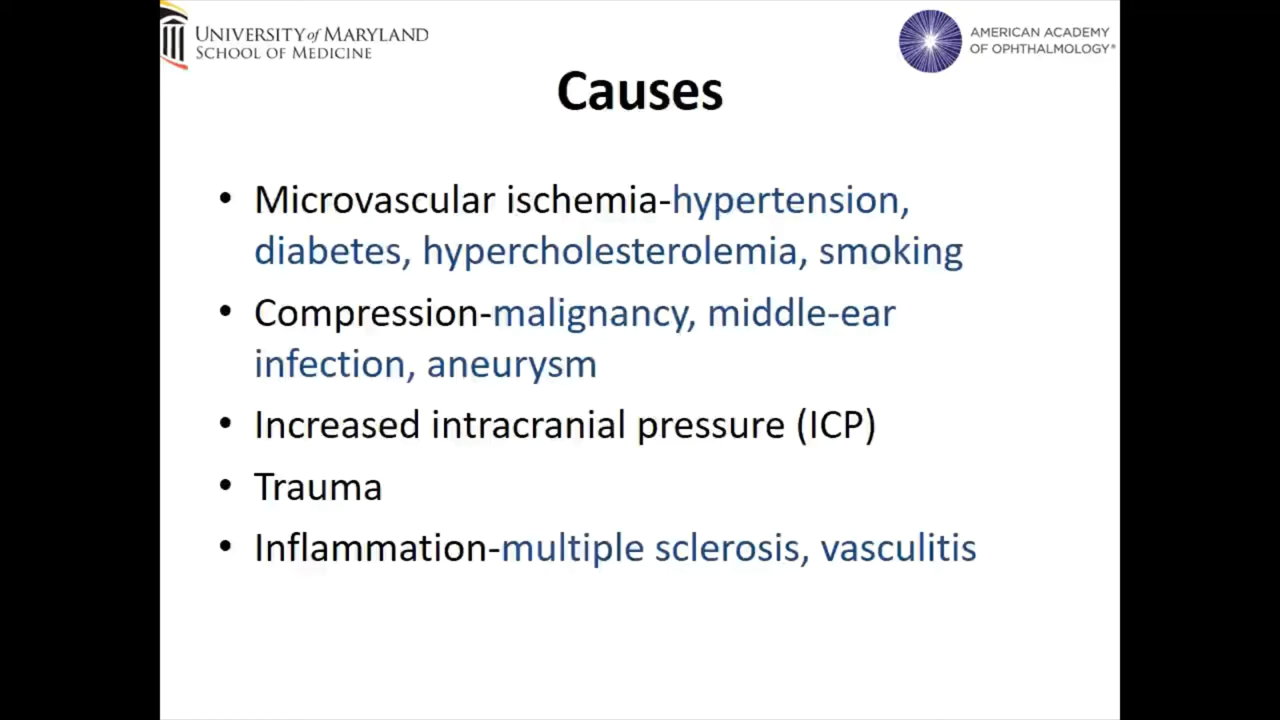 UNIVERSITY of MARYLAND
SCHOOL OF MEDICINE
AMERICAN ACADEMY
OF OPHTHALMOLOGY®
Causes
• Microvascular ischemia-hypertension,
diabetes, hypercholesterolemia, smoking
• Compression-malignancy, middle-ear
infection, aneurysm
• Increased intracranial pressure (ICP)
• Trauma
• Inflammation-multiple sclerosis, vasculitis